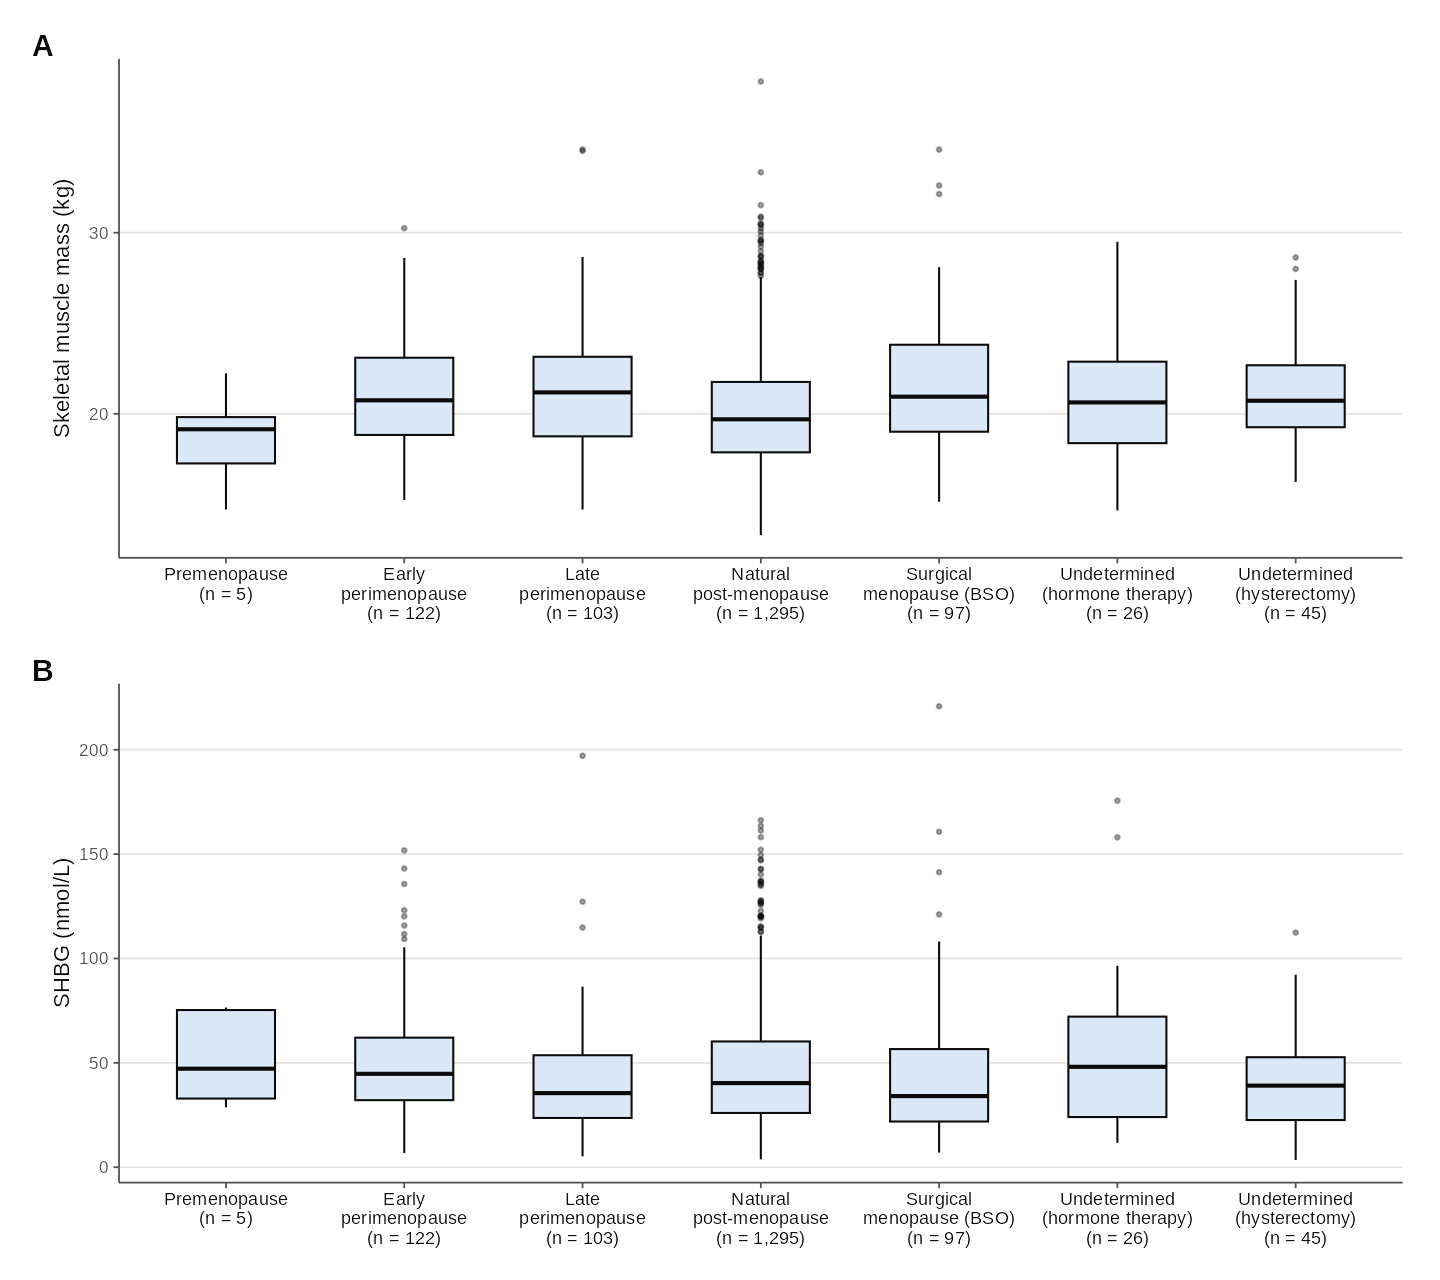 A
Skeletal muscle mass (kg)
30
20
Premenopause
(n = 5)
Early
perimenopause
(n = 122)
Late
perimenopause
(n = 103)
Natural
post-menopause
(n = 1,295)
Surgical
menopause (BSO)
(n = 97)
Undetermined
(hormone therapy)
(n = 26)
Undetermined
(hysterectomy)
(n = 45)
B
SHBG (nmol/L)
200
150
100
50
0
Premenopause
(n = 5)
Early
perimenopause
(n = 122)
Late
perimenopause
(n = 103)
Natural
post-menopause
(n = 1,295)
Surgical
menopause (BSO)
(n = 97)
Undetermined
(hormone therapy)
(n = 26)
Undetermined
(hysterectomy)
(n = 45)